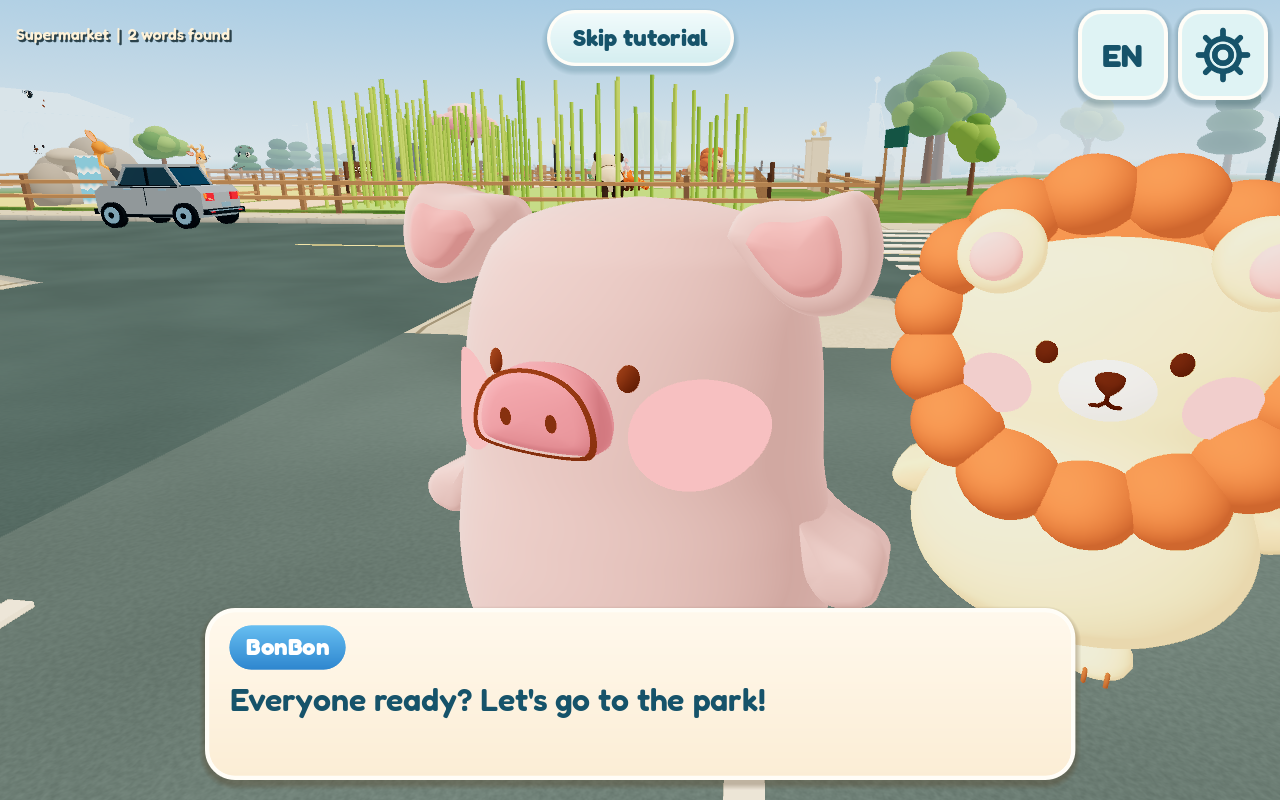 Supermarket | 2 words found
Skip tutorial
EN
BonBon
Everyone ready? Let's go to the park!